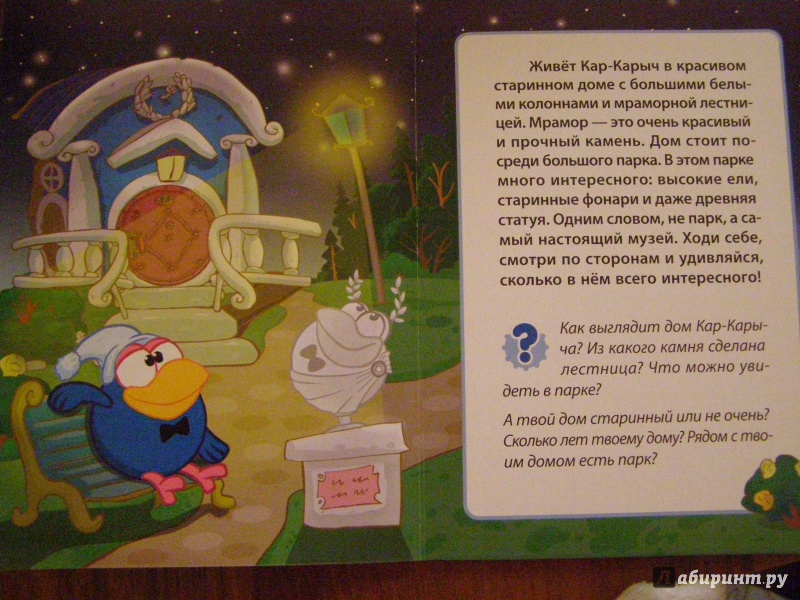 Живёт Кар-Карыч в красивом
старинном доме с большими белы-
ми колоннами и мраморной лестни-
цей. Мрамор — это очень красивый
и прочный камень. Дом стоит по-
среди большого парка. В этом парке
много интересного: высокие ели,
старинные фонари и даже древняя
статуя. Одним словом, не парк, а са-
мый настоящий музей. Ходи себе,
смотри по сторонам и удивляйся,
сколько в нём всего интересного!
?
Как выглядит дом Кар-Кары-
ча? Из какого камня сделана
лестница? Что можно уви-
деть в парке?
А твой дом старинный или не очень?
Сколько лет твоему дому? Рядом с тво-
им домом есть парк?
Лабиринт.ру